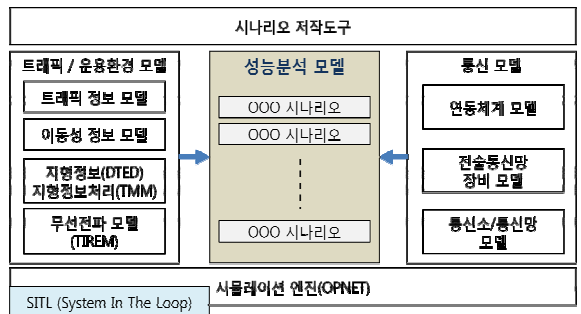 시나리오 저작도구
트래픽 / 운용환경 모델
트래픽 정보 모델
이동성 정보 모델
지형정보(DTED)
지형정보처리(TMM)
무선전파 모델
(TIREM)
성능분석 모델
OOO 시나리오
OOO 시나리오
OOO 시나리오
통신 모델
연동체계 모델
전술통신망
장비 모델
통신소/통신망
모델
시뮬레이션 엔진(OPNET)
SITL (System In The Loop)